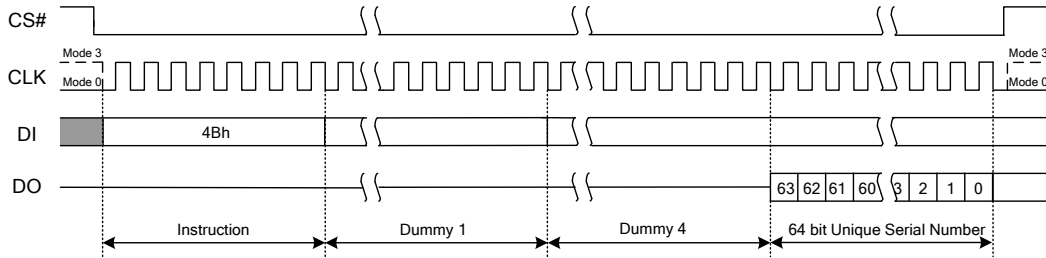 CS#
Mode 3
Mode 3
CLK
Mode 0
Mode 0
DI
4Bh
DO
63 62 61 60 3 2 1 0
Instruction Dummy 1 Dummy 4 64 bit Unique Serial Number